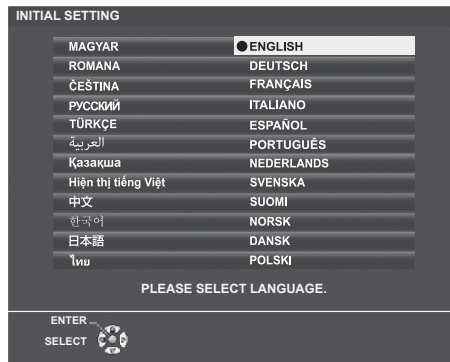 INITIAL SETTING
MAGYAR ENGLISH
ROMANA DEUTSCH
ČEŠTINA FRANÇAIS
РУССКИЙ ITALIANO
TÜRKÇE ESPAÑOL
العربية PORTUGUÊS
Қазақша NEDERLANDS
Hiện thị tiếng Việt SVENSKA
中文 SUOMI
한국어 NORSK
日本語 DANSK
ไทย POLSKI
PLEASE SELECT LANGUAGE.
ENTER
SELECT